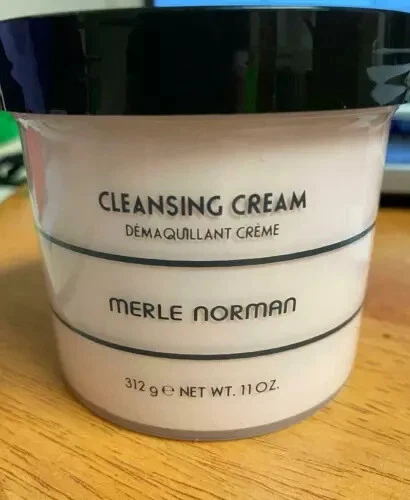 CLEANSING CREAM
DÉMAQUILLANT CRÈME
MERLE NORMAN
312 g ℮ NET WT. 11 OZ.